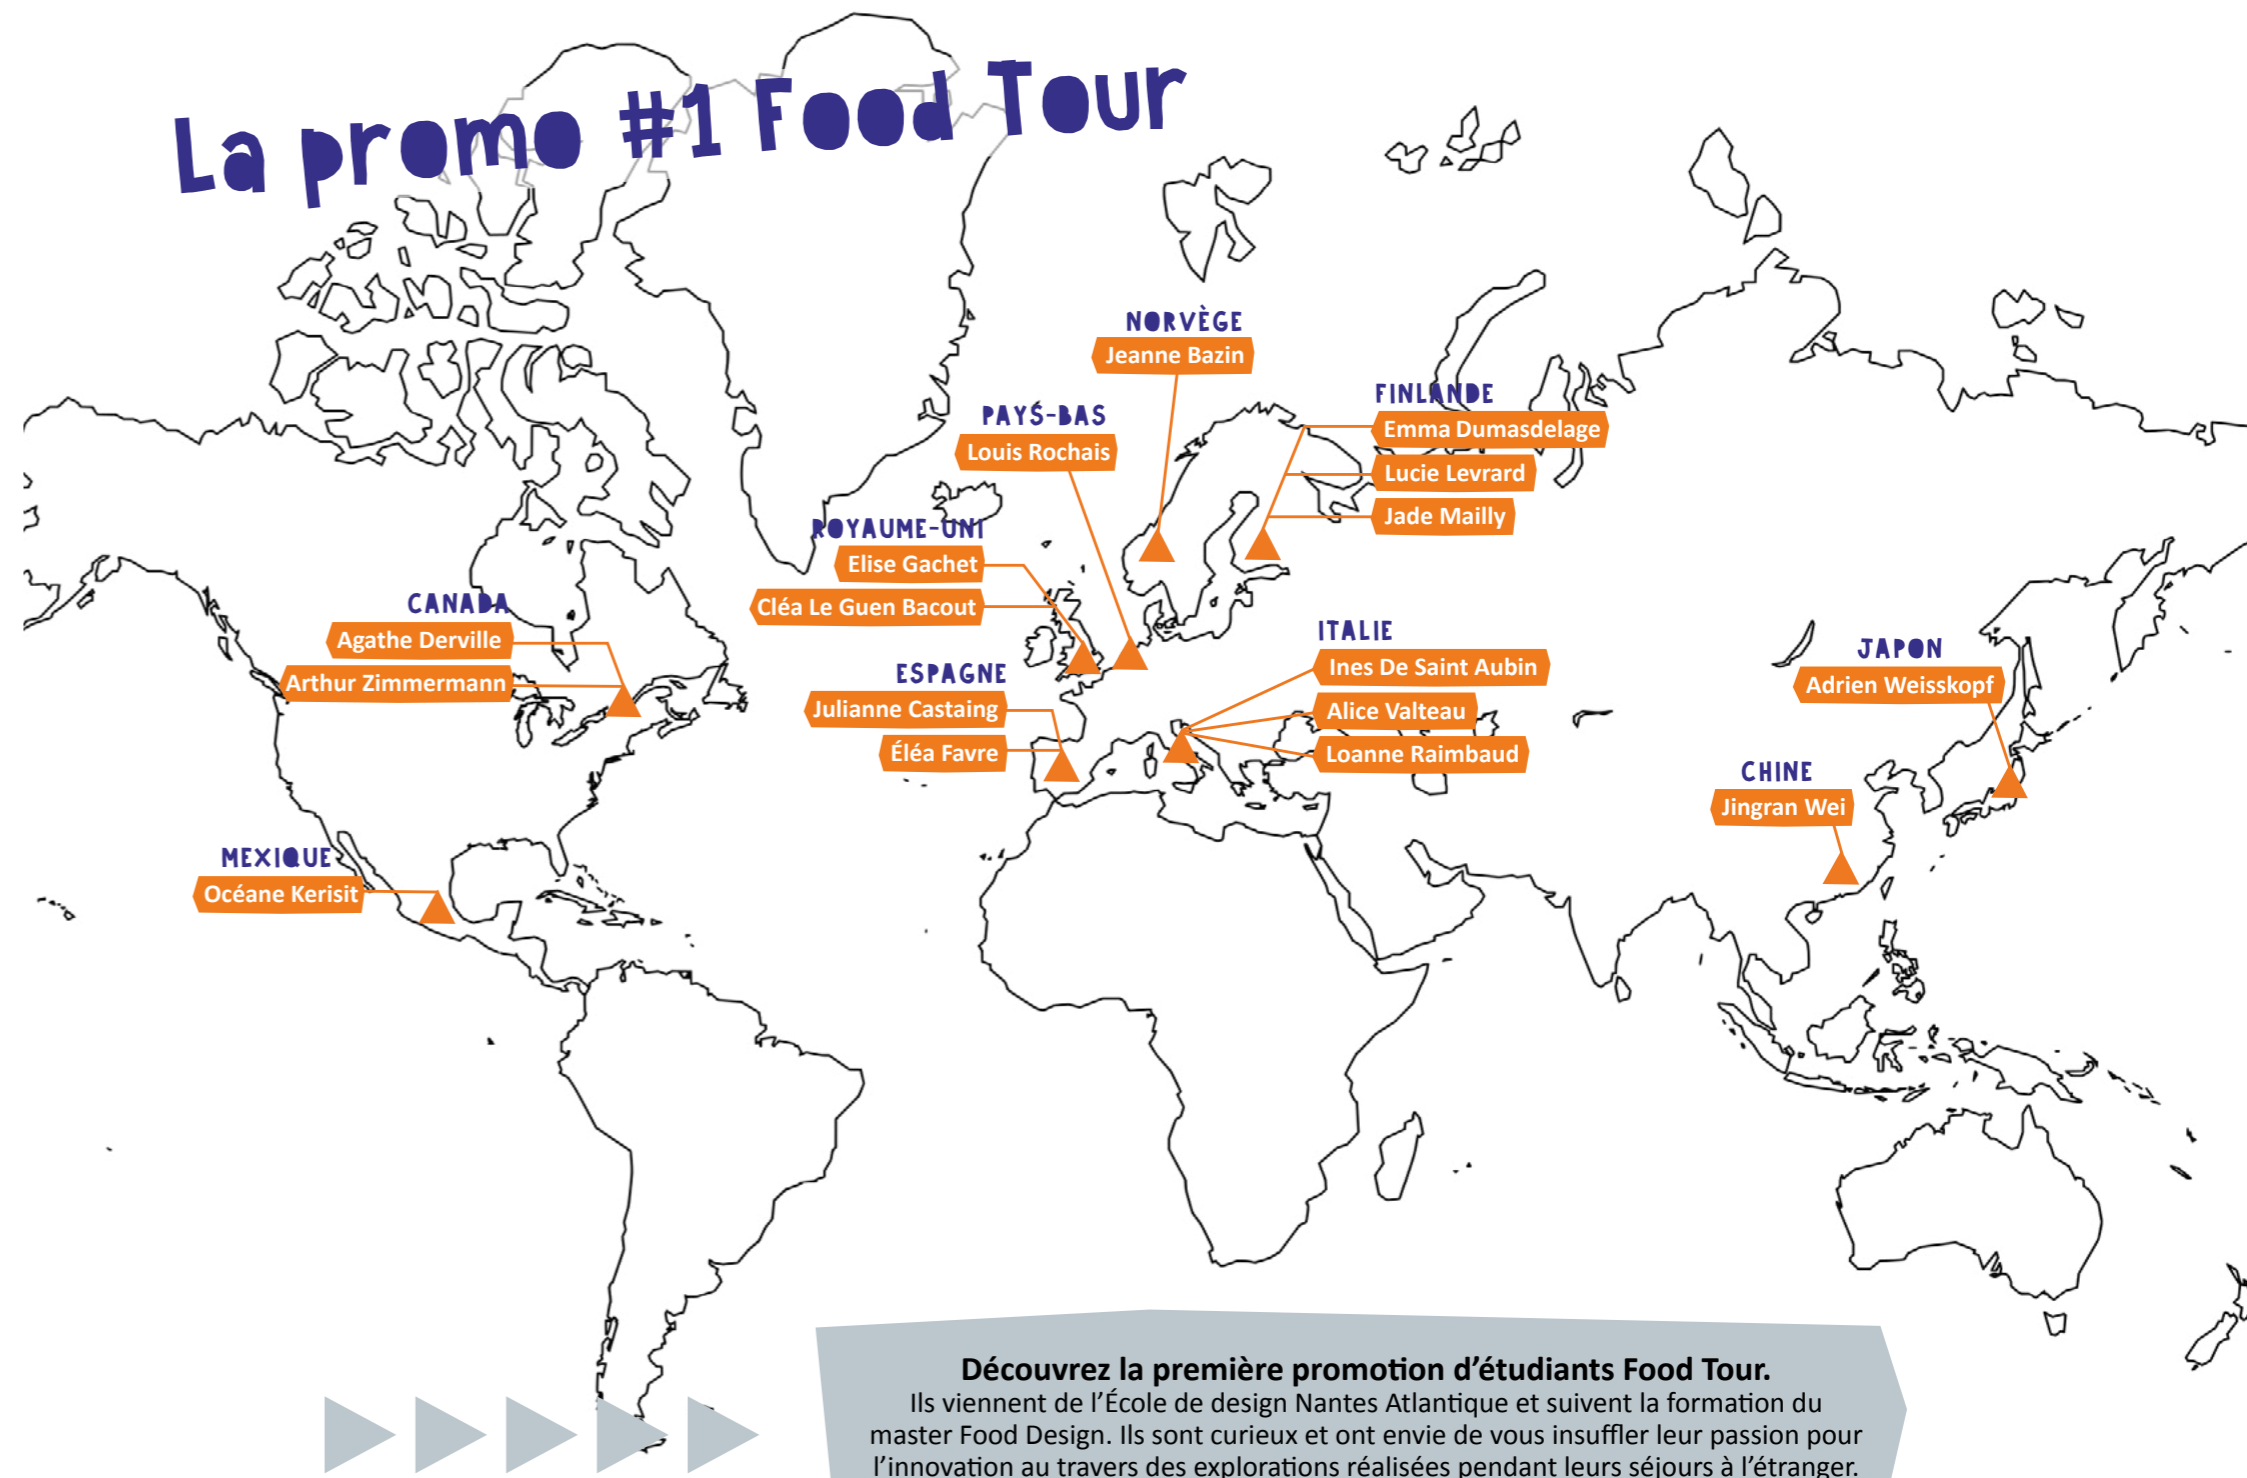 La promo #1 Food Tour
NORVÈGE
Jeanne Bazin
FINLANDE
Emma Dumasdelage
Lucie Levrard
Jade Mailly
PAYS-BAS
Louis Rochais
ROYAUME-UNI
Elise Gachet
Cléa Le Guen Bacout
CANADA
Agathe Derville
Arthur Zimmermann
ESPAGNE
Julianne Castaing
Éléa Favre
ITALIE
Ines De Saint Aubin
Alice Valteau
Loanne Raimbaud
JAPON
Adrien Weisskopf
CHINE
Jingran Wei
MEXIQUE
Océane Kerisit
Découvrez la première promotion d'étudiants Food Tour.
Ils viennent de l'École de design Nantes Atlantique et suivent la formation du
master Food Design. Ils sont curieux et ont envie de vous insuffler leur passion pour
l'innovation au travers des explorations réalisées pendant leurs séjours à l'étranger.